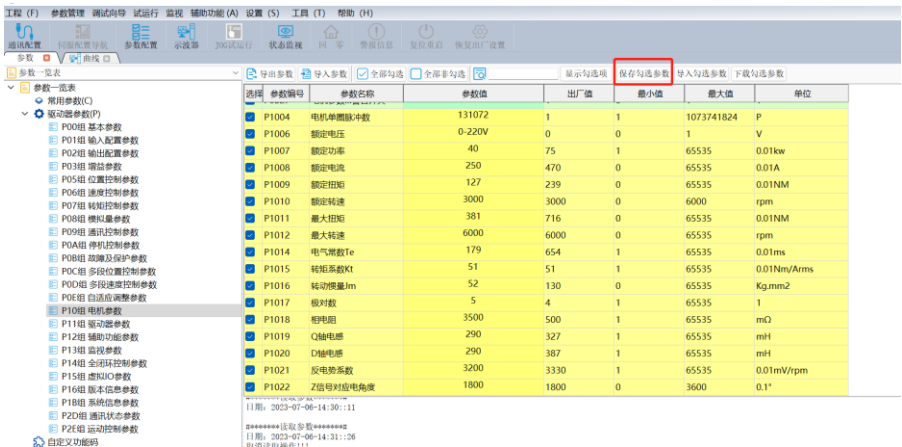 工程 (F) 参数管理 调试向导 试运行 监视 辅助功能 (A) 设置 (S) 工具 (T) 帮助 (H)
通讯配置 伺服配置导航 参数配置 示波器 JOG试运行 状态监视 回零 警报信息 复位重启 恢复出厂设置
参数 曲线
参数一览表 导出参数 导入参数 全部勾选 全部非勾选 显示勾选项 保存勾选参数 导入勾选参数 下载勾选参数
参数一览表
常用参数(C)
驱动器参数(P)
P00组 基本参数
P01组 输入配置参数
P02组 输出配置参数
P03组 增益参数
P05组 位置控制参数
P06组 速度控制参数
P07组 转矩控制参数
P08组 模拟量参数
P09组 通讯控制参数
P0A组 停机控制参数
P0B组 故障及保护参数
P0C组 多段位置控制参数
P0D组 多段速度控制参数
P0E组 自适应调整参数
P10组 电机参数
P11组 驱动器参数
P12组 辅助功能参数
P13组 监视参数
P14组 全闭环控制参数
P15组 虚拟IO参数
P16组 版本信息参数
P1B组 系统信息参数
P2D组 通讯状态参数
P2E组 运动控制参数
自定义功能码
选择 参数编号 参数名称 参数值 出厂值 最小值 最大值 单位
P1004 电机单圈脉冲数 131072 1 1 1073741824 P
P1006 额定电压 0-220V 0 0 1 V
P1007 额定功率 40 75 1 65535 0.01kw
P1008 额定电流 250 470 0 65535 0.01A
P1009 额定扭矩 127 239 0 65535 0.01NM
P1010 额定转速 3000 3000 0 6000 rpm
P1011 最大扭矩 381 716 0 65535 0.01NM
P1012 最大转速 6000 6000 0 65535 rpm
P1014 电气常数Te 179 654 1 65535 0.01ms
P1015 转矩系数Kt 51 51 1 65535 0.01Nm/Arms
P1016 转动惯量Jm 52 130 0 65535 Kg.mm2
P1017 极对数 5 4 1 65535 1
P1018 相电阻 3500 500 1 65535 mΩ
P1019 Q轴电感 290 327 1 65535 mH
P1020 D轴电感 290 387 1 65535 mH
P1021 反电势系数 3200 3330 1 65535 0.01mV/rpm
P1022 Z信号对应电角度 1800 1800 0 3600 0.1°
日期：2023-07-06-14:30::11
********读取参数********
日期：2023-07-06-14:31::26